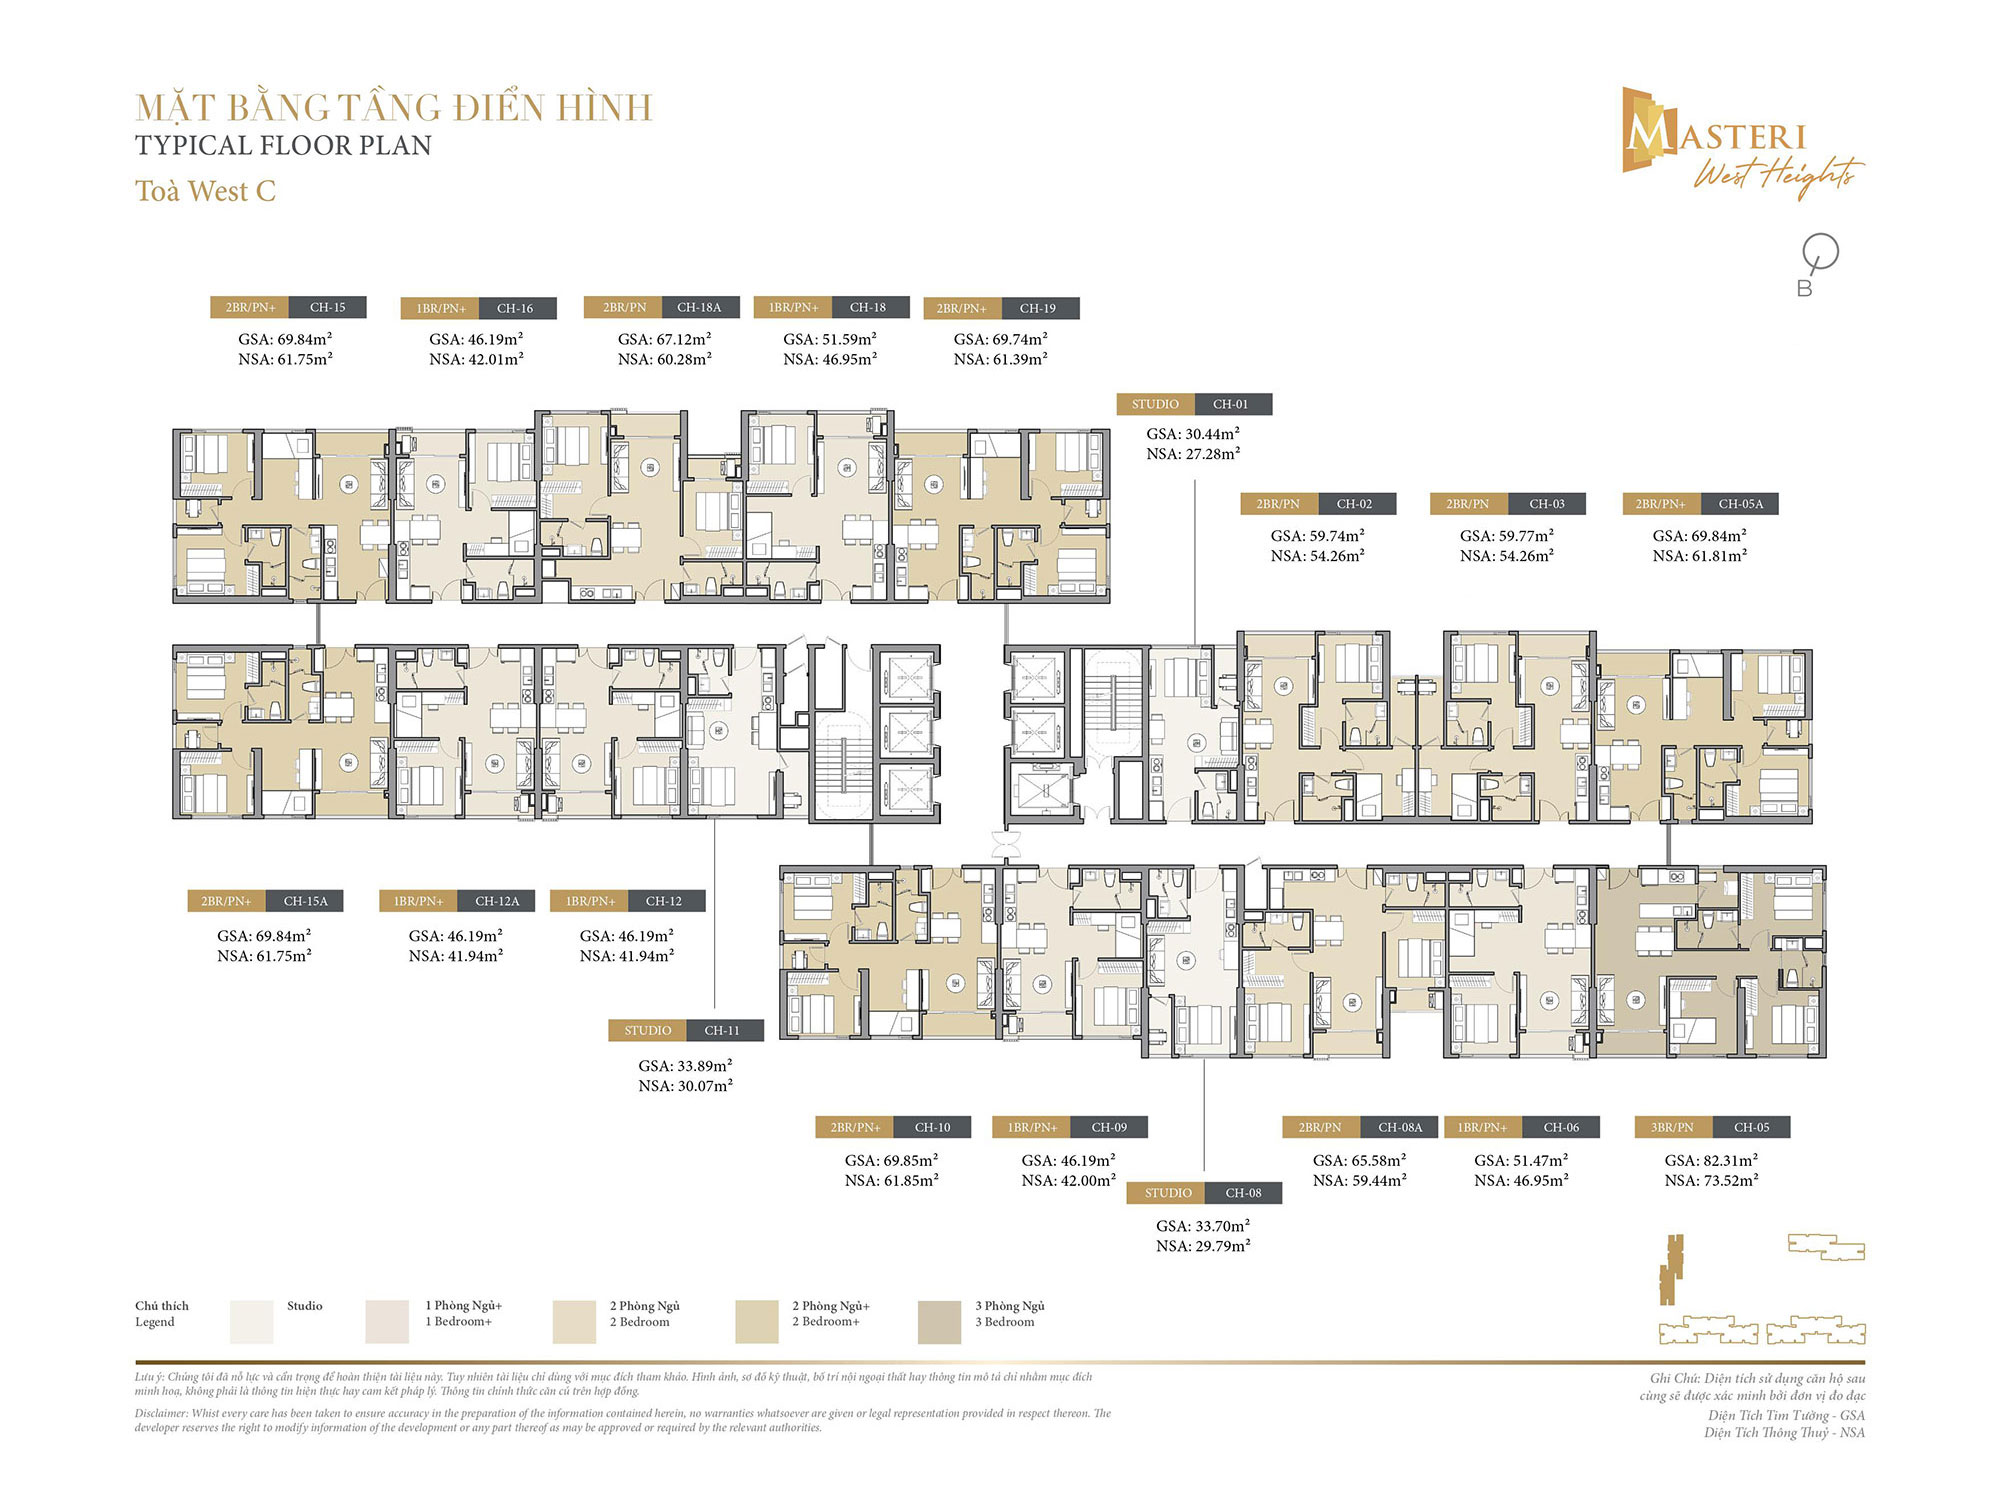 MẶT BẰNG TẦNG ĐIỂN HÌNH
TYPICAL FLOOR PLAN
Toà West C
MASTERI
West Heights
B
2BR/PN+ CH-15
GSA: 69.84m²
NSA: 61.75m²
1BR/PN+ CH-16
GSA: 46.19m²
NSA: 42.01m²
2BR/PN CH-18A
GSA: 67.12m²
NSA: 60.28m²
1BR/PN+ CH-18
GSA: 51.59m²
NSA: 46.95m²
2BR/PN+ CH-19
GSA: 69.74m²
NSA: 61.39m²
STUDIO CH-01
GSA: 30.44m²
NSA: 27.28m²
2BR/PN CH-02
GSA: 59.74m²
NSA: 54.26m²
2BR/PN CH-03
GSA: 59.77m²
NSA: 54.26m²
2BR/PN+ CH-05A
GSA: 69.84m²
NSA: 61.81m²
2BR/PN+ CH-15A
GSA: 69.84m²
NSA: 61.75m²
1BR/PN+ CH-12A
GSA: 46.19m²
NSA: 41.94m²
1BR/PN+ CH-12
GSA: 46.19m²
NSA: 41.94m²
STUDIO CH-11
GSA: 33.89m²
NSA: 30.07m²
2BR/PN+ CH-10
GSA: 69.85m²
NSA: 61.85m²
1BR/PN+ CH-09
GSA: 46.19m²
NSA: 42.00m²
STUDIO CH-08
GSA: 33.70m²
NSA: 29.79m²
2BR/PN CH-08A
GSA: 65.58m²
NSA: 59.44m²
1BR/PN+ CH-06
GSA: 51.47m²
NSA: 46.95m²
3BR/PN CH-05
GSA: 82.31m²
NSA: 73.52m²
Chú thích
Legend
Studio
1 Phòng Ngủ+
1 Bedroom+
2 Phòng Ngủ
2 Bedroom
2 Phòng Ngủ+
2 Bedroom+
3 Phòng Ngủ
3 Bedroom
Lưu ý: Chúng tôi đã nỗ lực và cẩn trọng để hoàn thiện tài liệu này. Tuy nhiên tài liệu chỉ dùng với mục đích tham khảo. Hình ảnh, sơ đồ kỹ thuật, bố trí nội ngoại thất hay thông tin mô tả chỉ nhằm mục đích
minh hoạ, không phải là thông tin hiện thực hay cam kết pháp lý. Thông tin chính thức căn cứ trên hợp đồng.
Disclaimer: Whist every care has been taken to ensure accuracy in the preparation of the information contained herein, no warranties whatsoever are given or legal representation provided in respect thereon. The
developer reserves the right to modify information of the development or any part thereof as may be approved or required by the relevant authorities.
Ghi Chú: Diện tích sử dụng căn hộ sau
cùng sẽ được xác minh bởi đơn vị đo đạc
Diện Tích Tim Tường - GSA
Diện Tích Thông Thuỷ - NSA